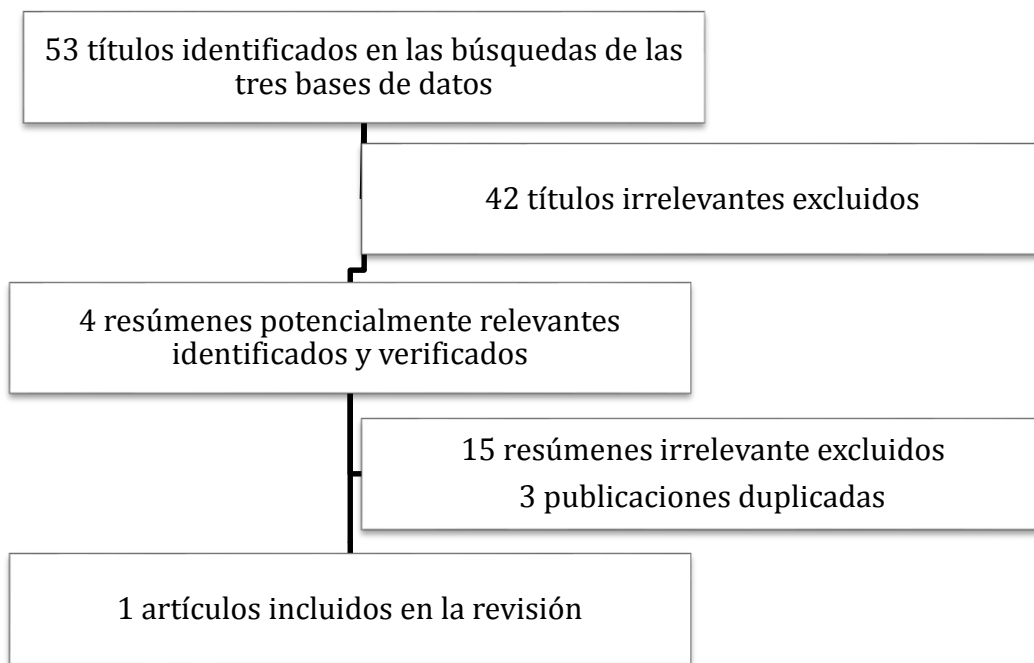 53 títulos identificados en las búsquedas de las
tres bases de datos
42 títulos irrelevantes excluidos
4 resúmenes potencialmente relevantes
identificados y verificados
15 resúmenes irrelevante excluidos
3 publicaciones duplicadas
1 artículos incluidos en la revisión